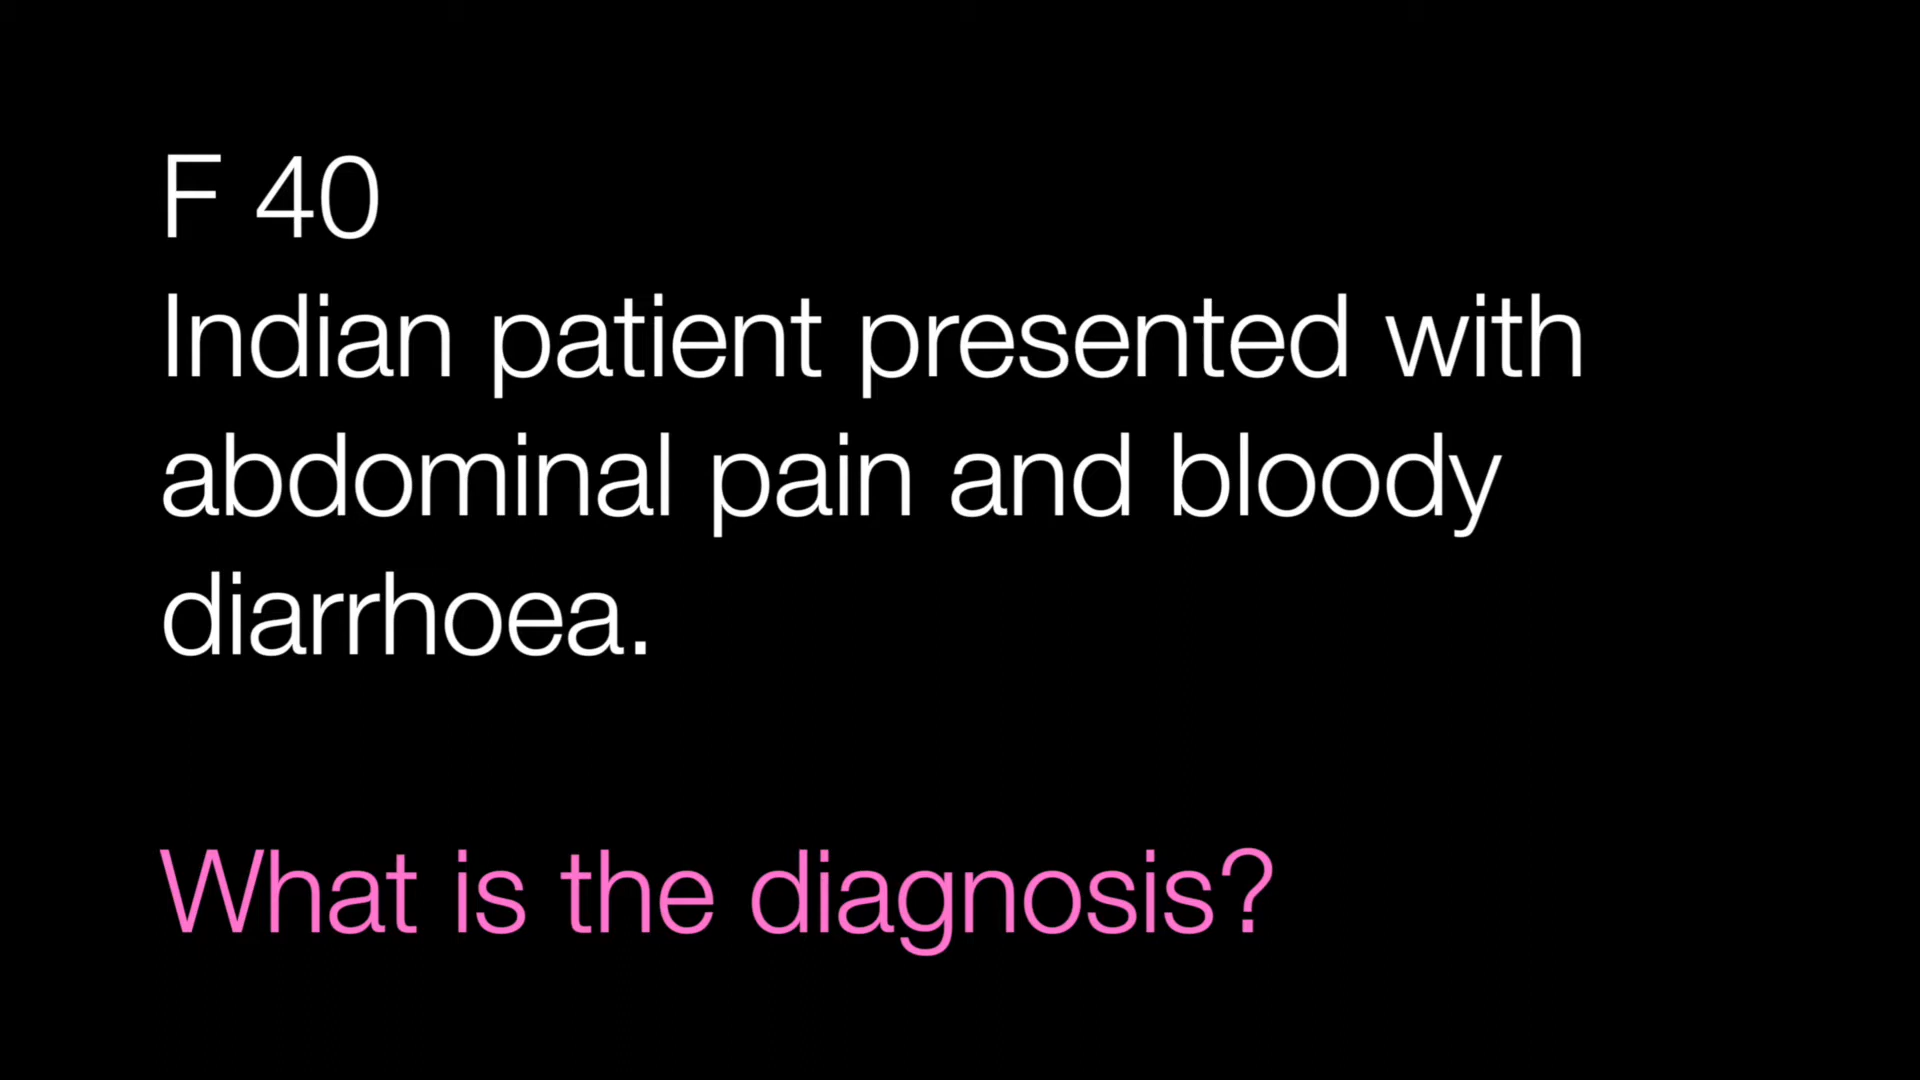 F 40
Indian patient presented with
abdominal pain and bloody
diarrhoea.
What is the diagnosis?